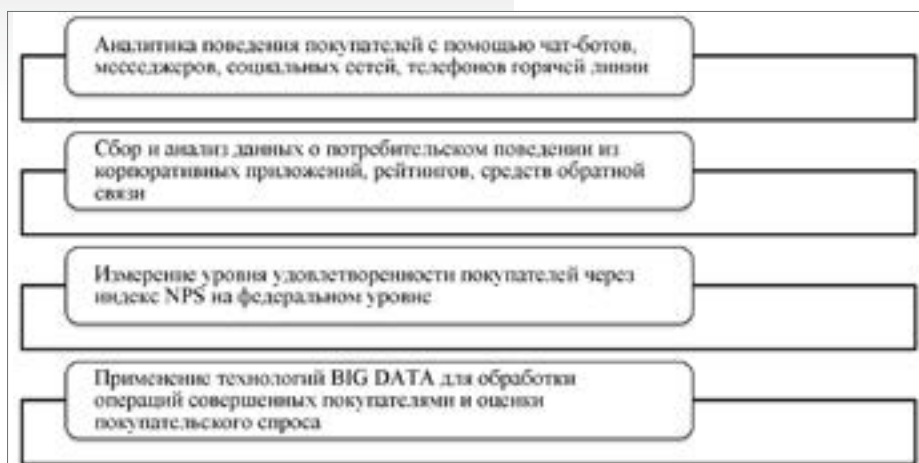 Аналитика поведения покупателей с помощью чат-ботов,
мессенджеров, социальных сетей, телефонов горячей линии
Сбор и анализ данных о потребительском поведении из
корпоративных приложений, рейтингов, средств обратной
связи
Измерение уровня удовлетворенности покупателей через
индекс NPS на федеральном уровне
Применение технологий BIG DATA для обработки
операций совершенных покупателями и оценки
покупательского спроса